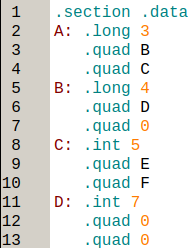 1 .section .data
2 A: .long 3
3 .quad B
4 .quad C
5 B: .long 4
6 .quad D
7 .quad 0
8 C: .int 5
9 .quad E
10 .quad F
11 D: .int 7
12 .quad 0
13 .quad 0